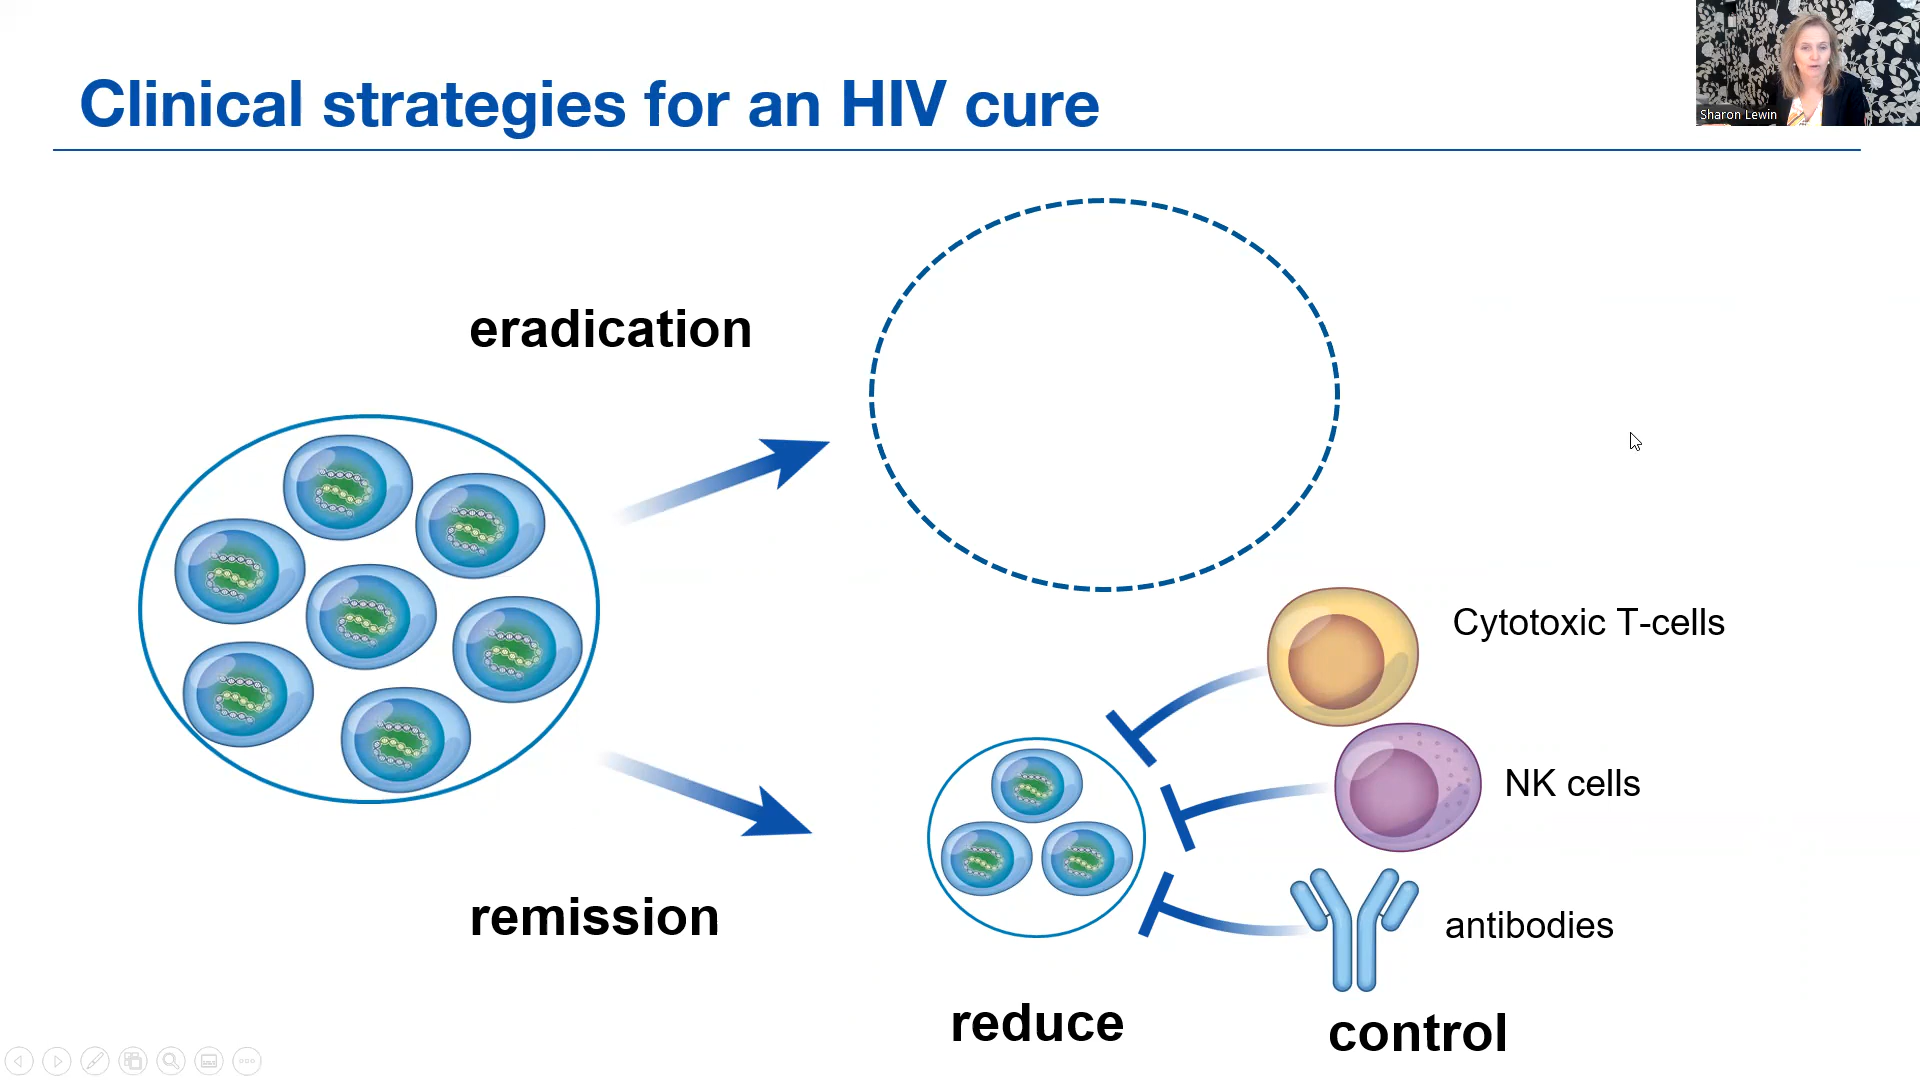 Clinical strategies for an HIV cure
Sharon Lewin
eradication
Cytotoxic T-cells
NK cells
remission
antibodies
reduce
control